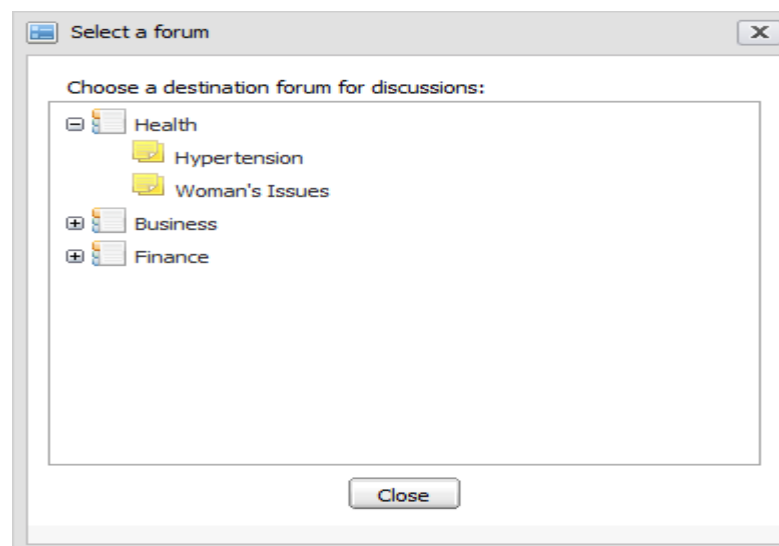 Select a forum
Choose a destination forum for discussions:
Health
Hypertension
Woman's Issues
Business
Finance
Close